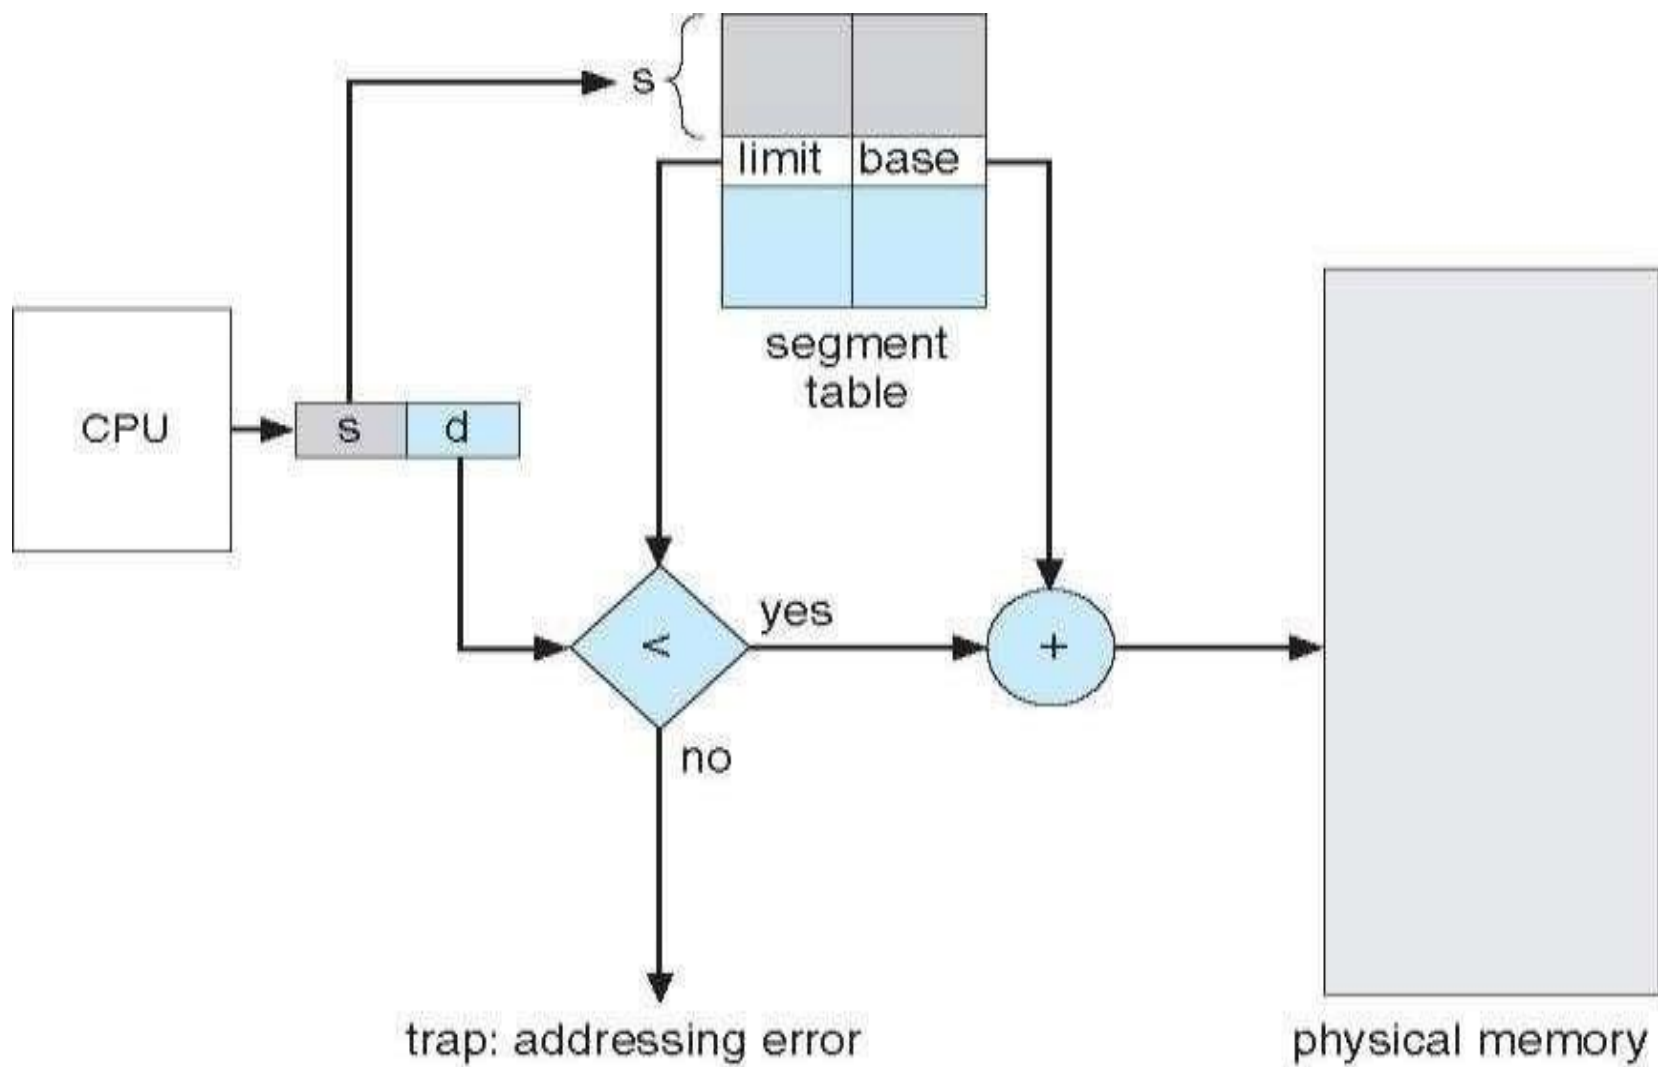 s
limit base
segment
table
CPU
s d
yes
<
+
no
trap: addressing error
physical memory